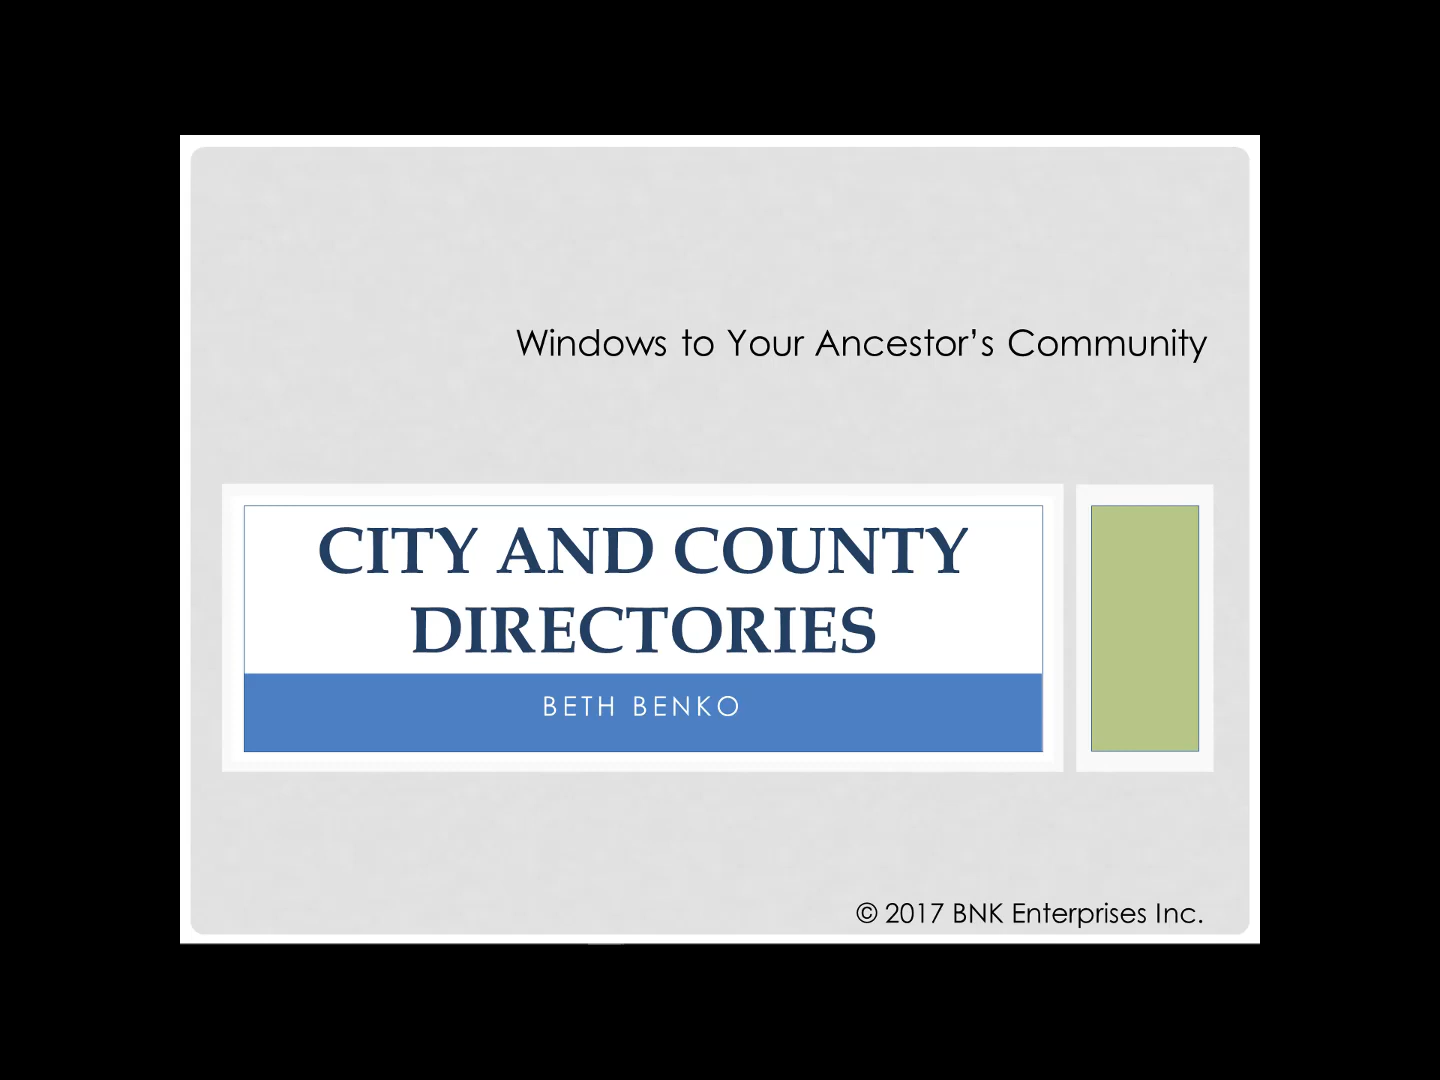 Windows to Your Ancestor’s Community
CITY AND COUNTY
DIRECTORIES
BETH BENKO
© 2017 BNK Enterprises Inc.